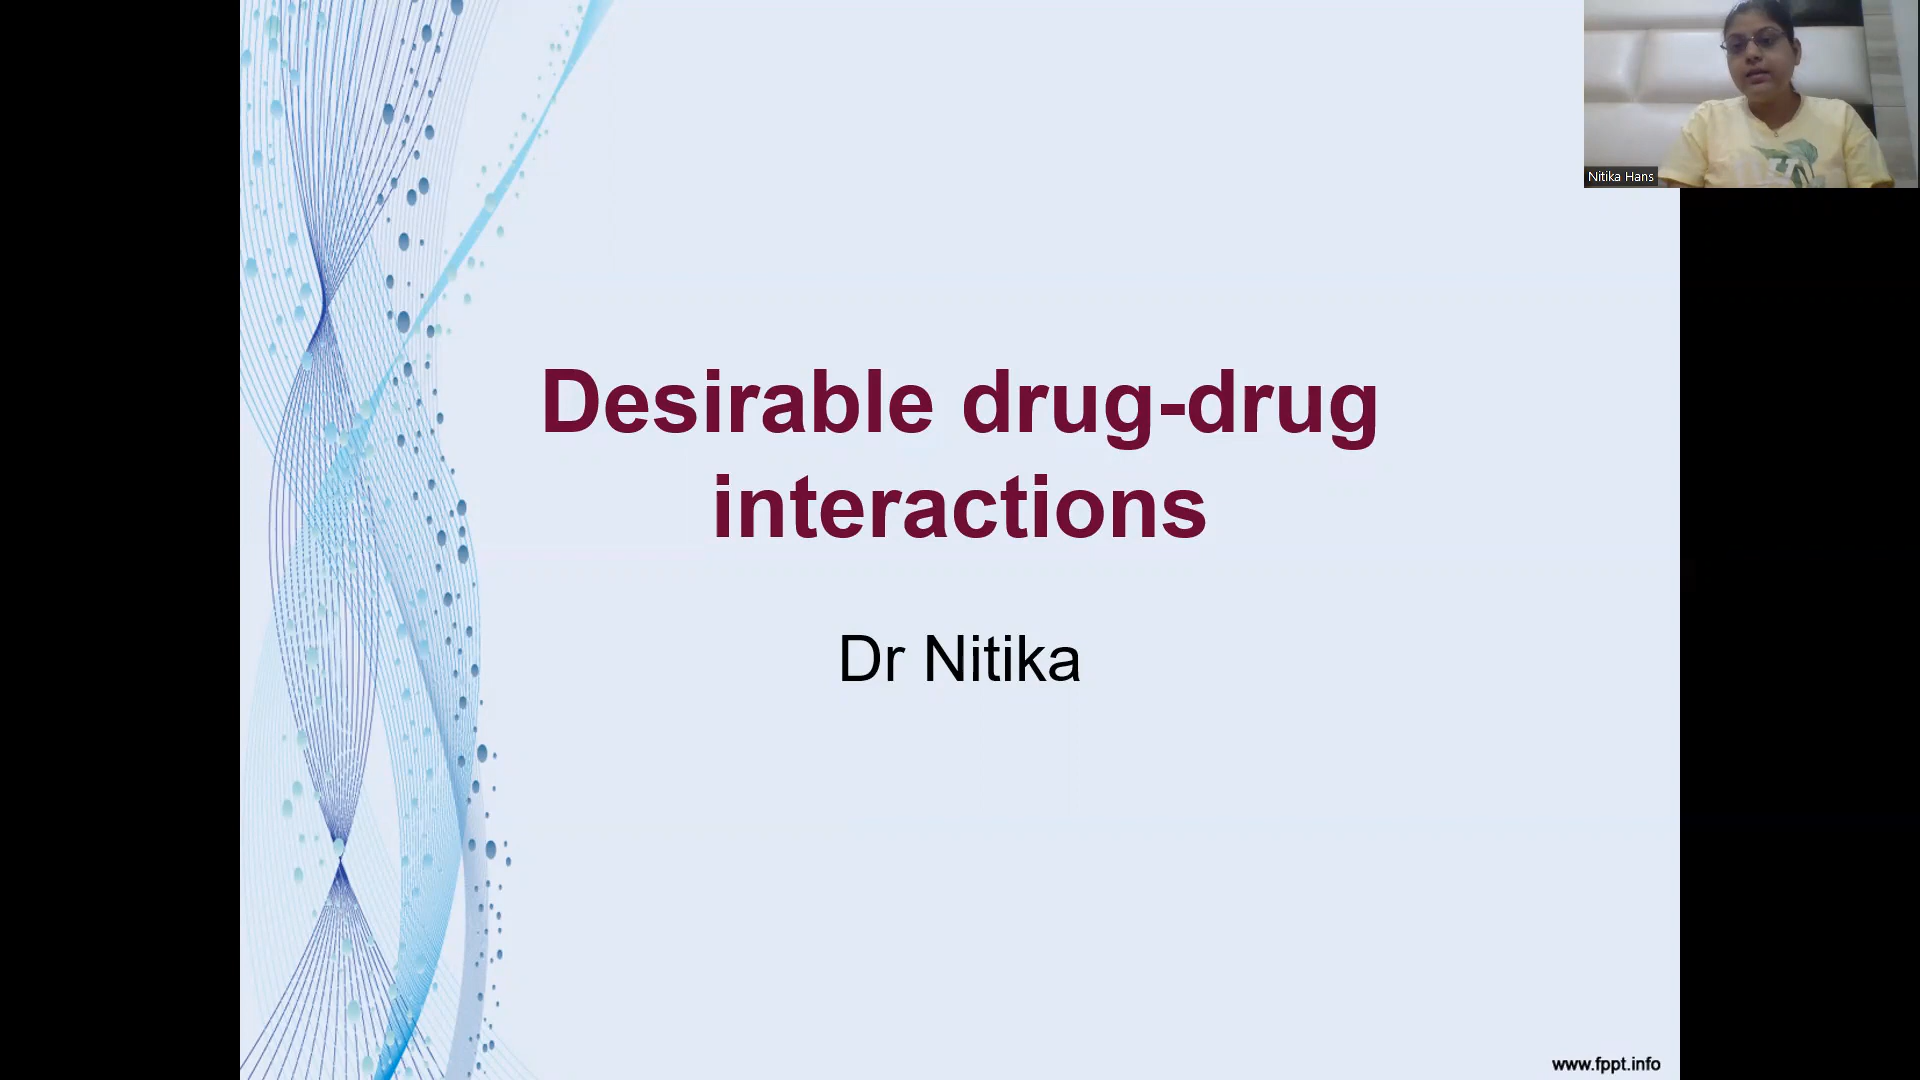 Nitika Hans
Desirable drug-drug
interactions
Dr Nitika
www.fppt.info